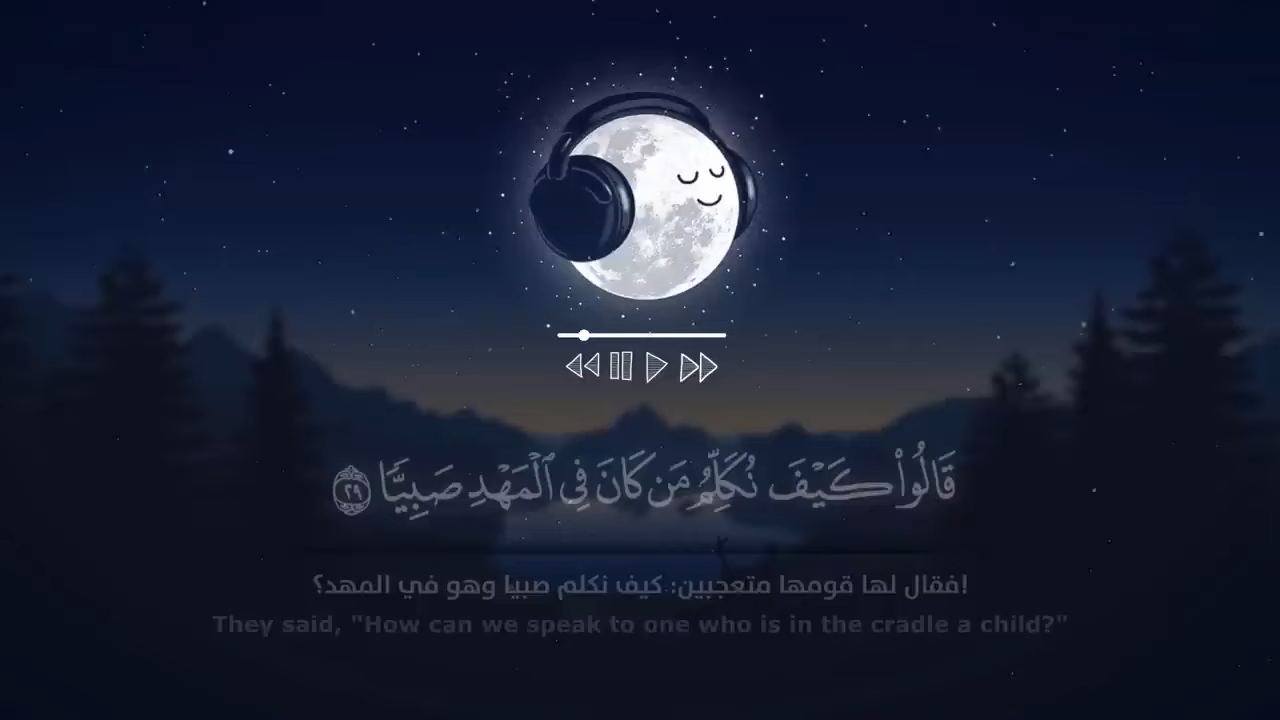 قَالُوا۟ كَيْفَ نُكَلِّمُ مَن كَانَ فِى ٱلْمَهْدِ صَبِيًّۭا ٢٩
!فقال لها قومها متعجبين: كيف نكلم صبيا وهو في المهد؟
They said, "How can we speak to one who is in the cradle a child?"